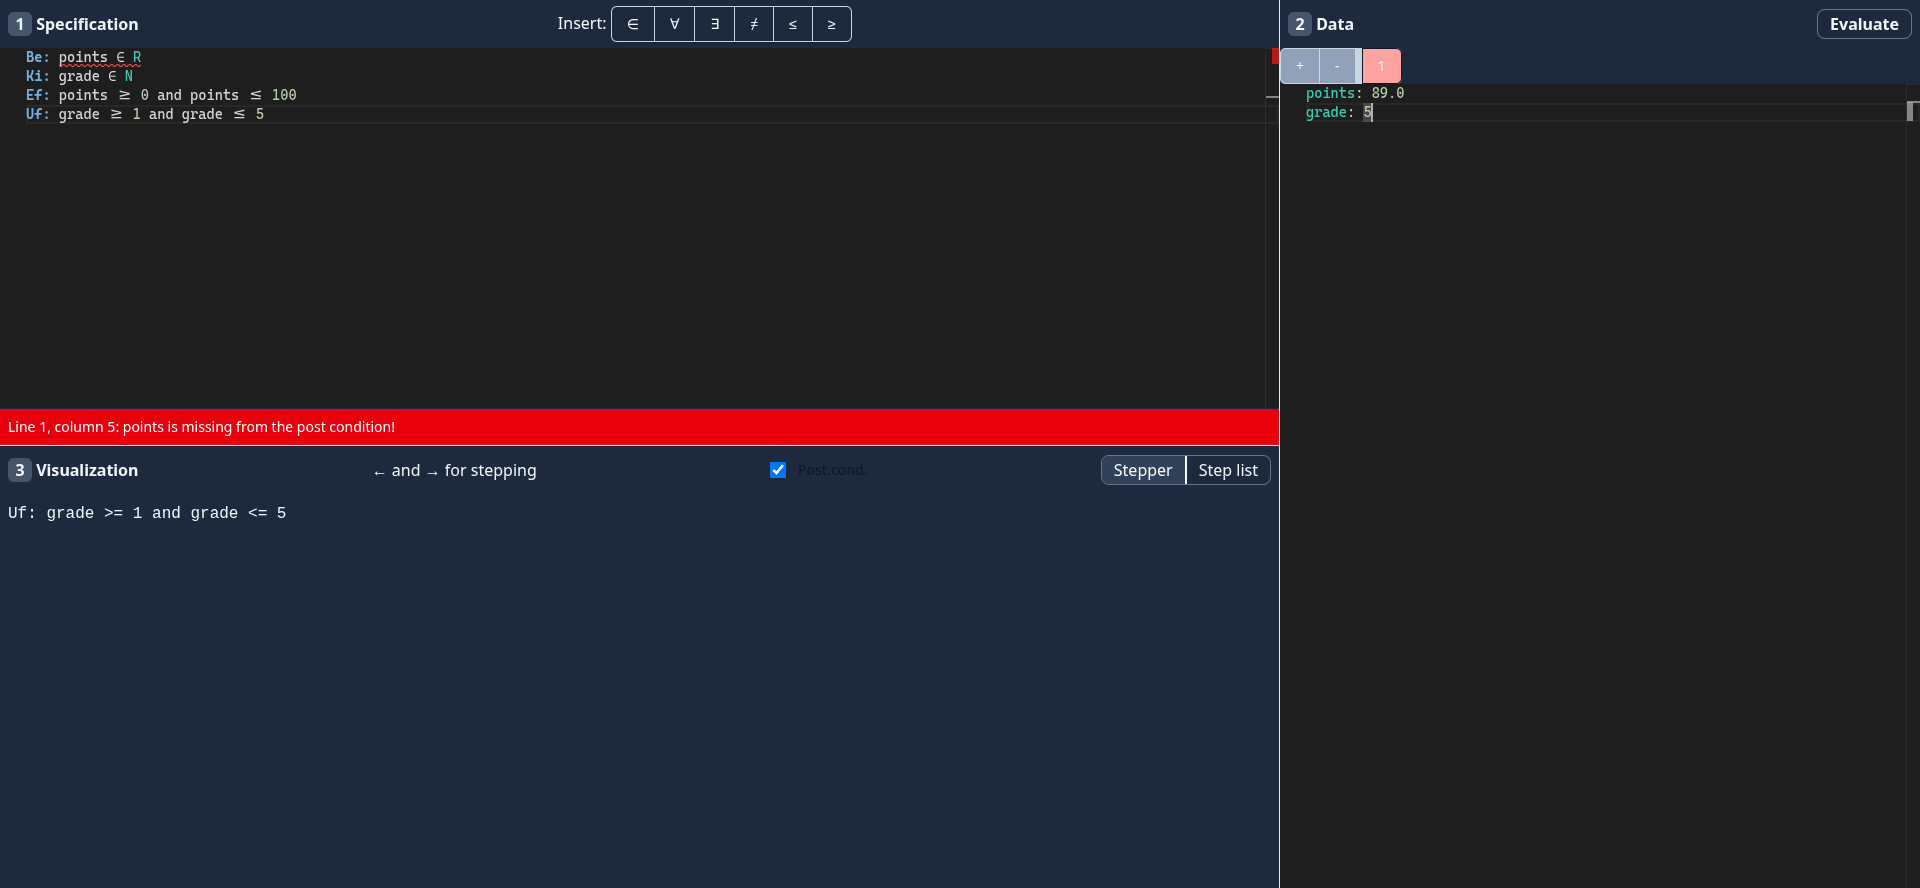 1 Specification
Insert: ∈ ∀ ∃ ≠ ≤ ≥
Be: points ∈ R
Ki: grade ∈ N
Ef: points ≥ 0 and points ≤ 100
Uf: grade ≥ 1 and grade ≤ 5
Line 1, column 5: points is missing from the post condition!
3 Visualization
← and → for stepping
Post.cond.
Stepper Step list
Uf: grade >= 1 and grade <= 5
2 Data
Evaluate
+ - 1
points: 89.0
grade: 5